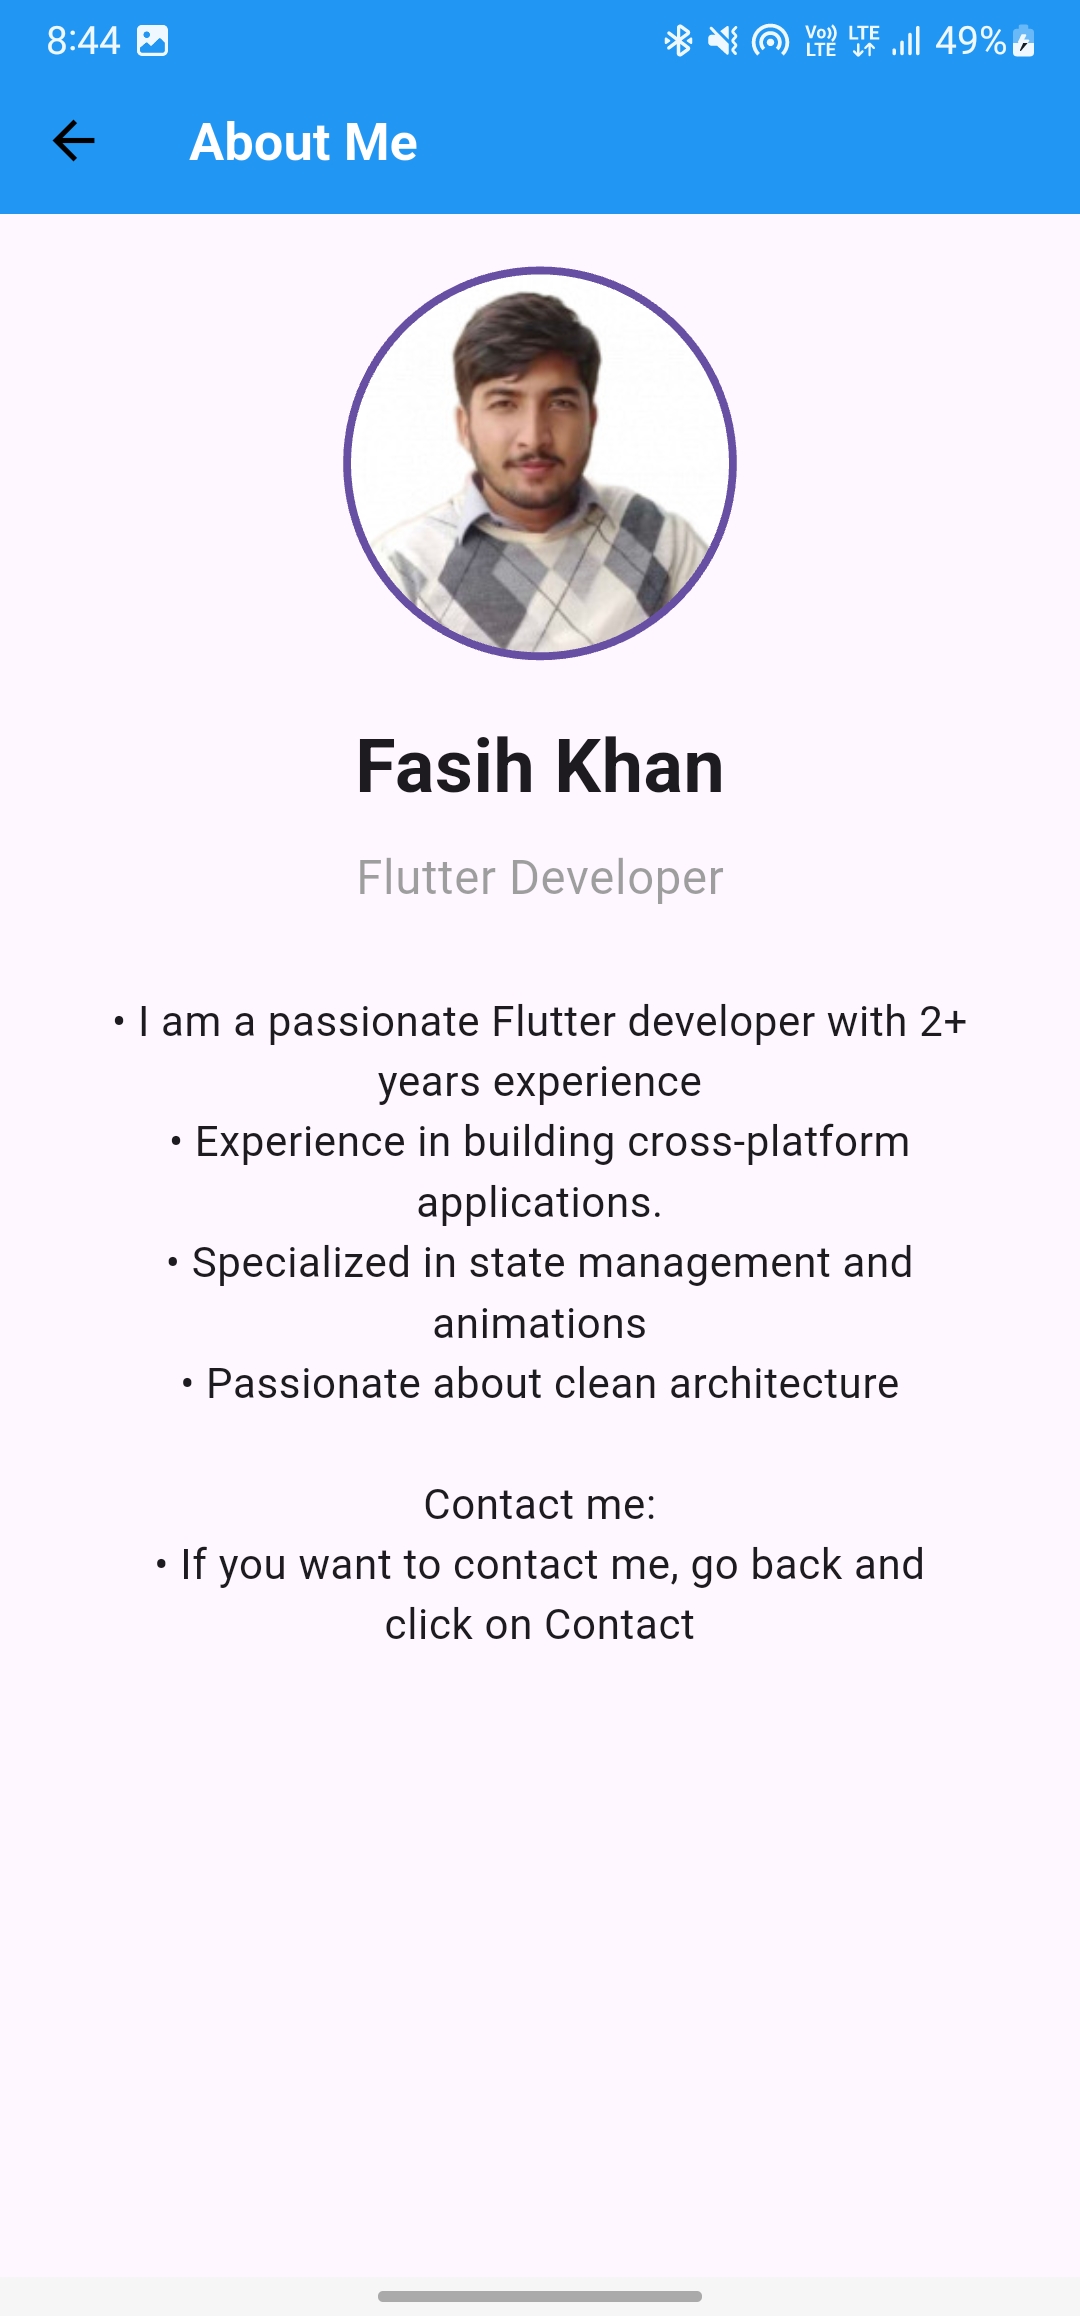 8:44
Vo)) LTE LTE 49%
About Me
Fasih Khan
Flutter Developer
• I am a passionate Flutter developer with 2+
years experience
• Experience in building cross-platform
applications.
• Specialized in state management and
animations
• Passionate about clean architecture
Contact me:
• If you want to contact me, go back and
click on Contact